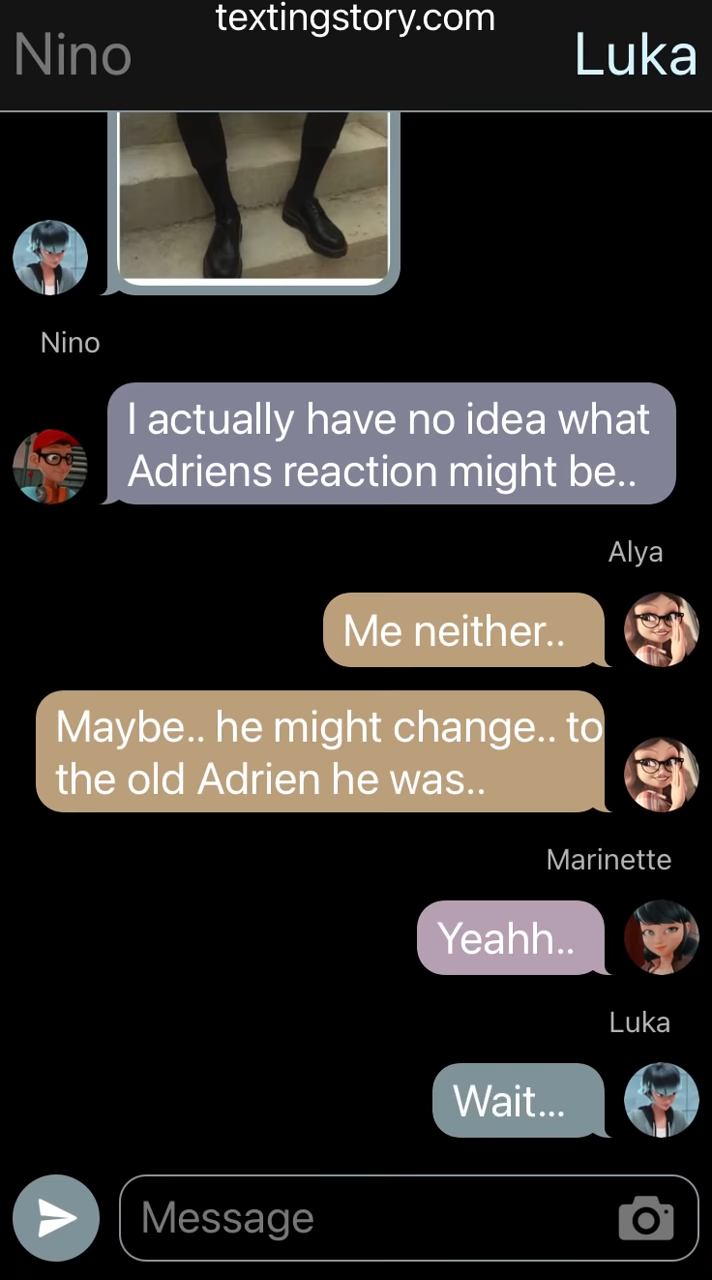 textingstory.com
Nino
Luka
Nino
I actually have no idea what
Adriens reaction might be..
Alya
Me neither..
Maybe.. he might change.. to
the old Adrien he was..
Marinette
Yeahh..
Luka
Wait...
Message